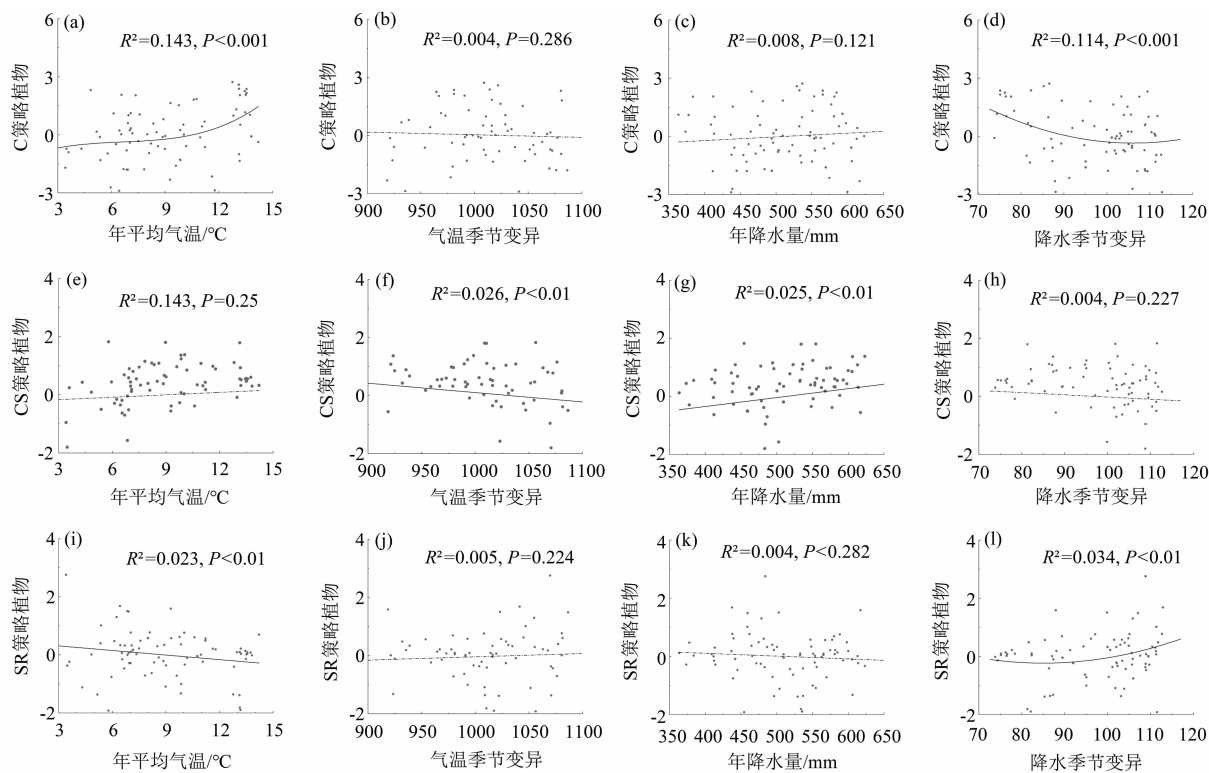 (a) (b) (c) (d)
R²=0.143, P<0.001 R²=0.004, P=0.286 R²=0.008, P=0.121 R²=0.114, P<0.001
C策略植物 C策略植物 C策略植物 C策略植物
6 6 6 6
3 3 3 3
0 0 0 0
3 3 3 3
3 6 9 12 15 900 950 1000 1050 1100 350 400 450 500 550 600 650 70 80 90 100 110 120
年平均气温/℃ 气温季节变异 年降水量/mm 降水季节变异
(e) (f) (g) (h)
R²=0.143, P=0.25 R²=0.026, P<0.01 R²=0.025, P<0.01 R²=0.004, P=0.227
CS策略植物 CS策略植物 CS策略植物 CS策略植物
4 4 4 4
2 2 2 2
0 0 0 0
-2 -2 -2 -2
3 6 9 12 15 900 950 1000 1050 1100 350 400 450 500 550 600 650 70 80 90 100 110 120
年平均气温/℃ 气温季节变异 年降水量/mm 降水季节变异
(i) (j) (k) (l)
R²=0.023, P<0.01 R²=0.005, P=0.224 R²=0.004, P<0.282 R²=0.034, P<0.01
SR策略植物 SR策略植物 SR策略植物 SR策略植物
4 4 4 4
2 2 2 2
0 0 0 0
-2 -2 2 2
3 6 9 12 15 900 950 1000 1050 1100 350 400 450 500 550 600 650 70 80 90 100 110 120
年平均气温/℃ 气温季节变异 年降水量/mm 降水季节变异